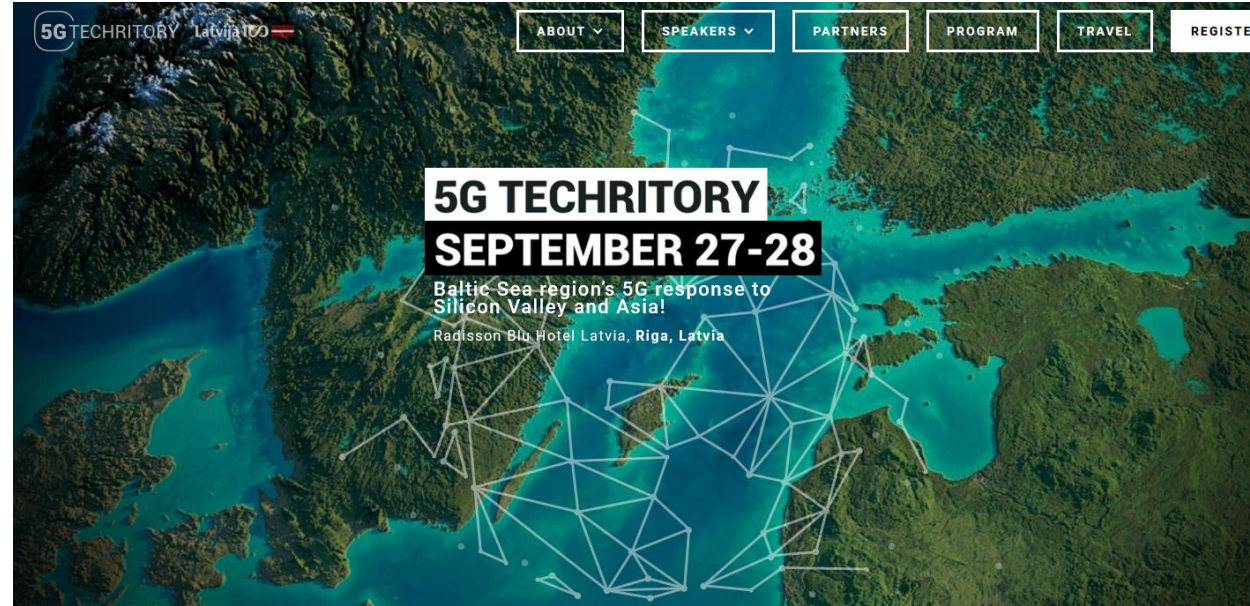 5G TECHRITORY Latvija 100 ABOUT SPEAKERS PARTNERS PROGRAM TRAVEL REGISTE
5G TECHRITORY
SEPTEMBER 27-28
Baltic Sea region's 5G response to
Silicon Valley and Asia!
Radisson Blu Hotel Latvia, Riga, Latvia